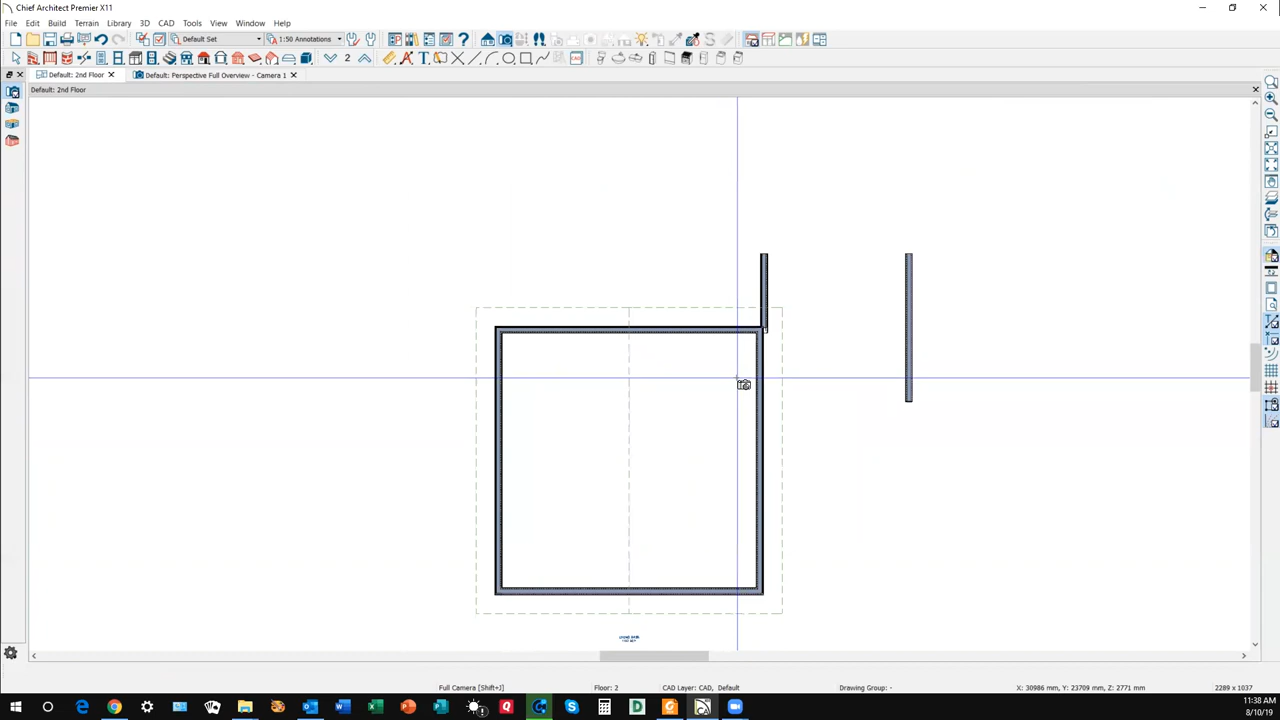 Chief Architect Premier X11
File Edit Build Terrain Library 3D CAD Tools View Window Help
Default Set 1:50 Annotations
2
Default: 2nd Floor Default: Perspective Full Overview - Camera 1
Default: 2nd Floor
Full Camera [Shift+J] Floor: 2 CAD Layer: CAD, Default Drawing Group: - X: 30986 mm, Y: 23709 mm, Z: 2771 mm 2289 x 1037
11:38 AM
8/10/19